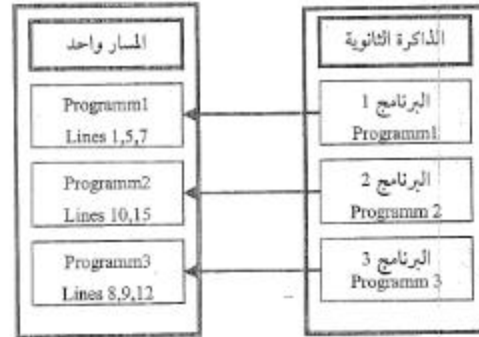 المسار واحد
Programm1
Lines 1,5,7
Programm2
Lines 10,15
Programm3
Lines 8,9,12
الذاكرة الثانوية
البرنامج 1
Programm1
البرنامج 2
Programm 2
البرنامج 3
Programm 3